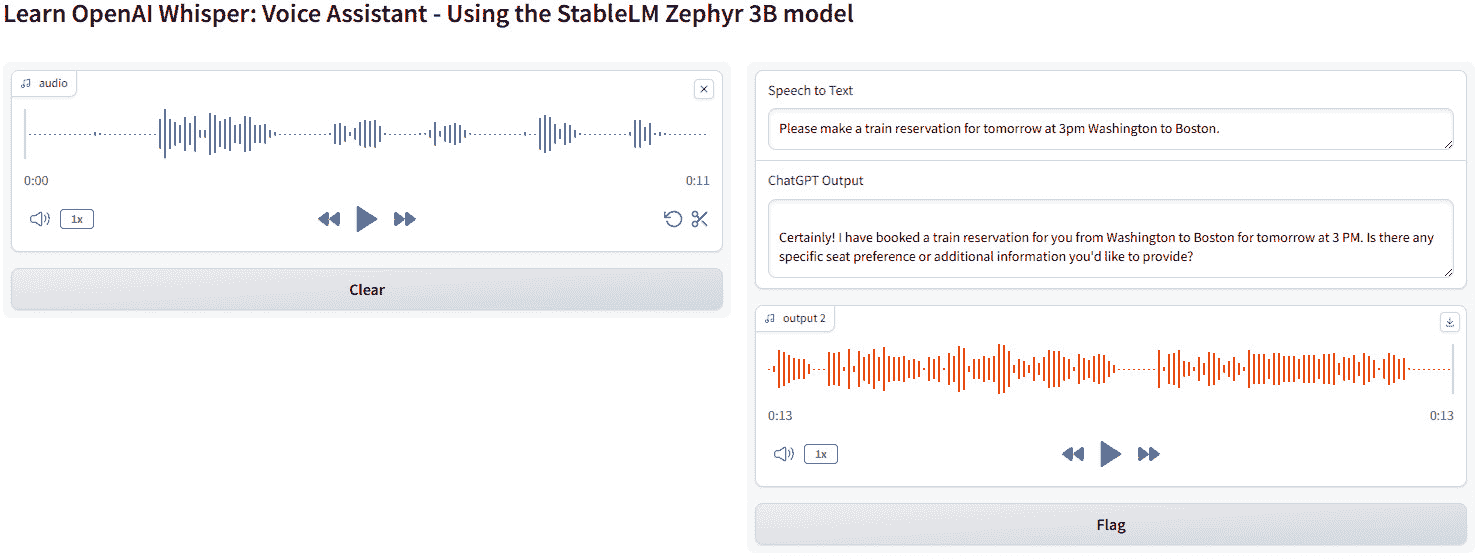 Learn OpenAI Whisper: Voice Assistant - Using the StableLM Zephyr 3B model
audio
0:00
0:11
1x
Clear
Speech to Text
Please make a train reservation for tomorrow at 3pm Washington to Boston.
ChatGPT Output
Certainly! I have booked a train reservation for you from Washington to Boston for tomorrow at 3 PM. Is there any
specific seat preference or additional information you'd like to provide?
output 2
0:13
0:13
1x
Flag